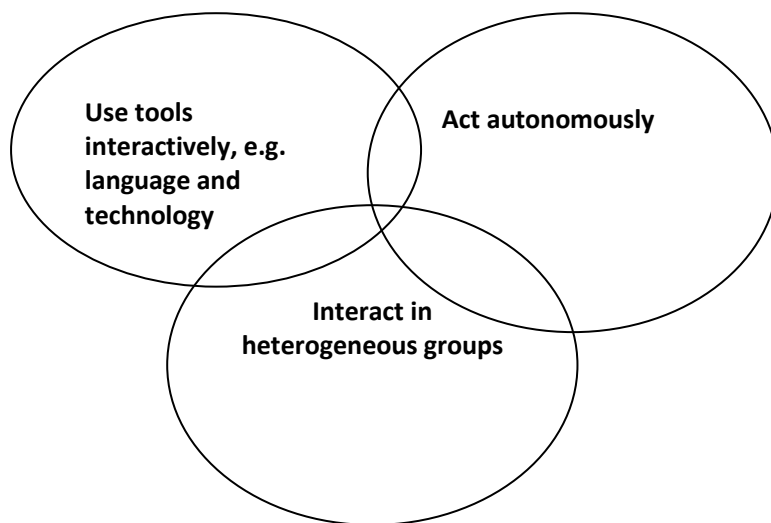 Use tools
interactively, e.g.
language and
technology
Act autonomously
Interact in
heterogeneous groups